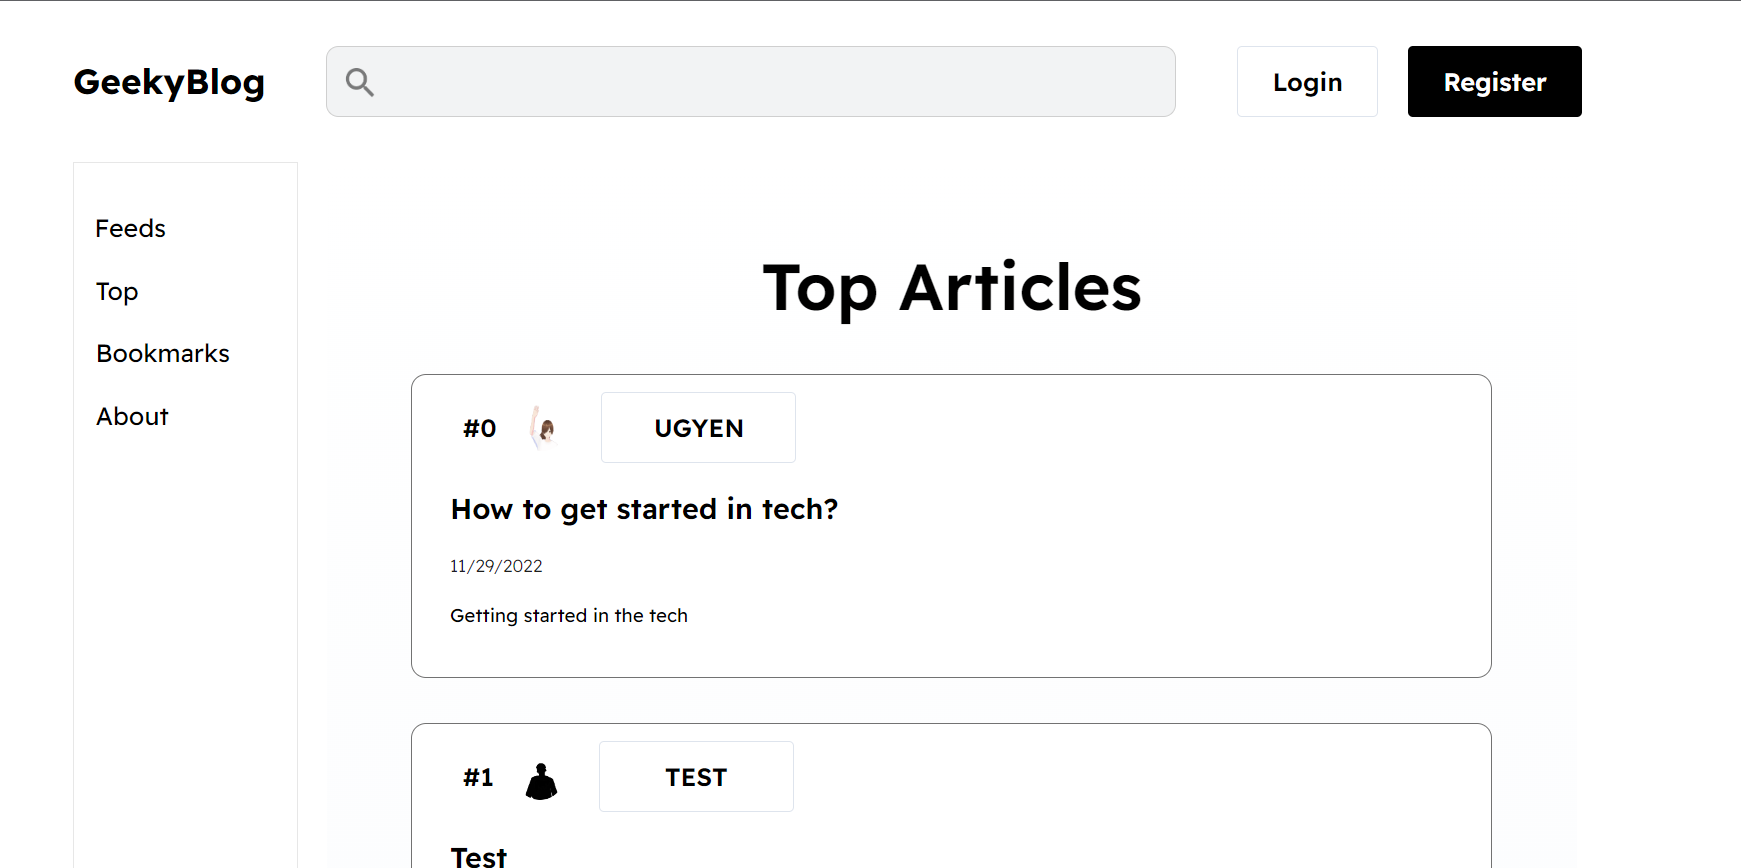 GeekyBlog
Login
Register
Feeds
Top
Bookmarks
About
Top Articles
#0
UGYEN
How to get started in tech?
11/29/2022
Getting started in the tech
#1
TEST
Test